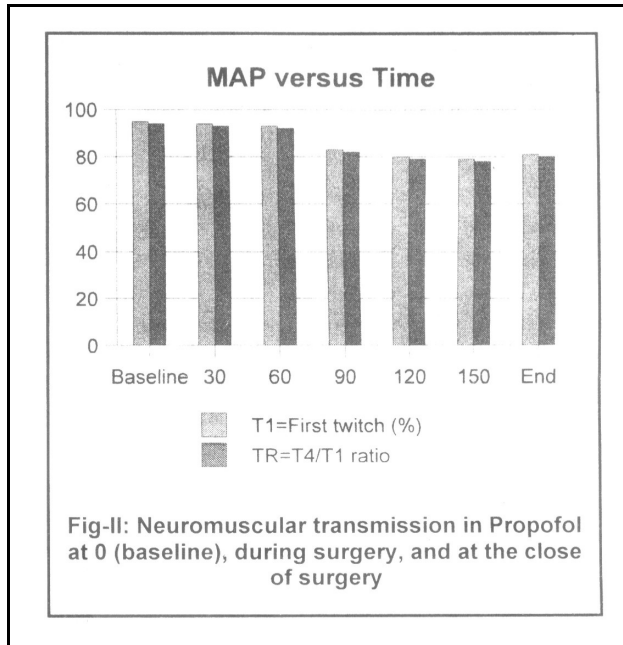 MAP versus Time
100
80
60
40
20
0
Baseline 30 60 90 120 150 End
T1=First twitch (%)
TR=T4/T1 ratio
Fig-II: Neuromuscular transmission in Propofol
at 0 (baseline), during surgery, and at the close
of surgery